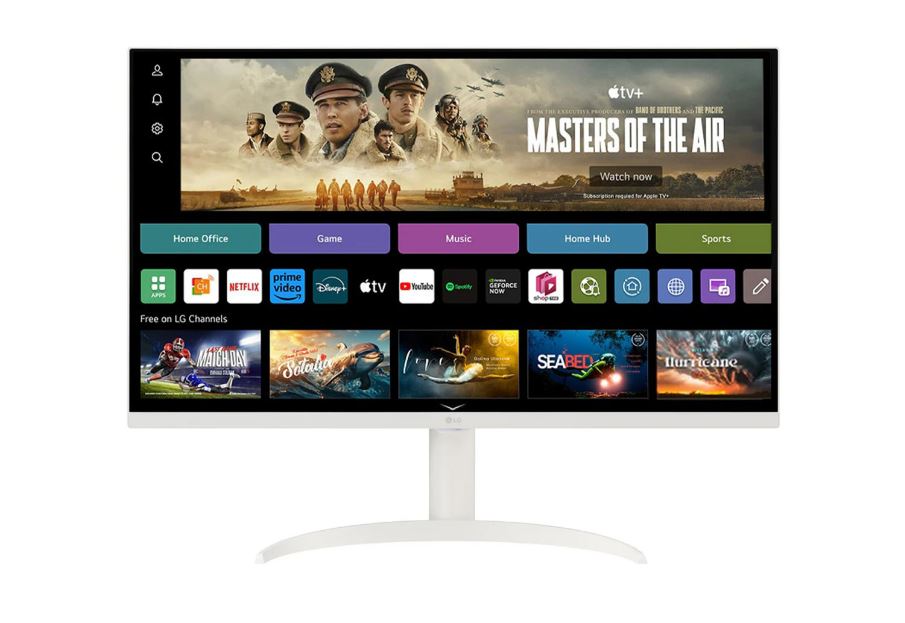 tv+
FROM THE EXECUTIVE PRODUCERS OF BAND OF BROTHERS AND THE PACIFIC
MASTERS OF THE AIR
Watch now
Subscription required for Apple TV+
Home Office
Game
Music
Home Hub
Sports
APPS
CH
NETFLIX
prime video
Disney+
tv
YouTube
Spotify
GEFORCE NOW
shop
Free on LG Channels
MATCH DAY
Sotalia
Love
SEABED
Hurricane
LG